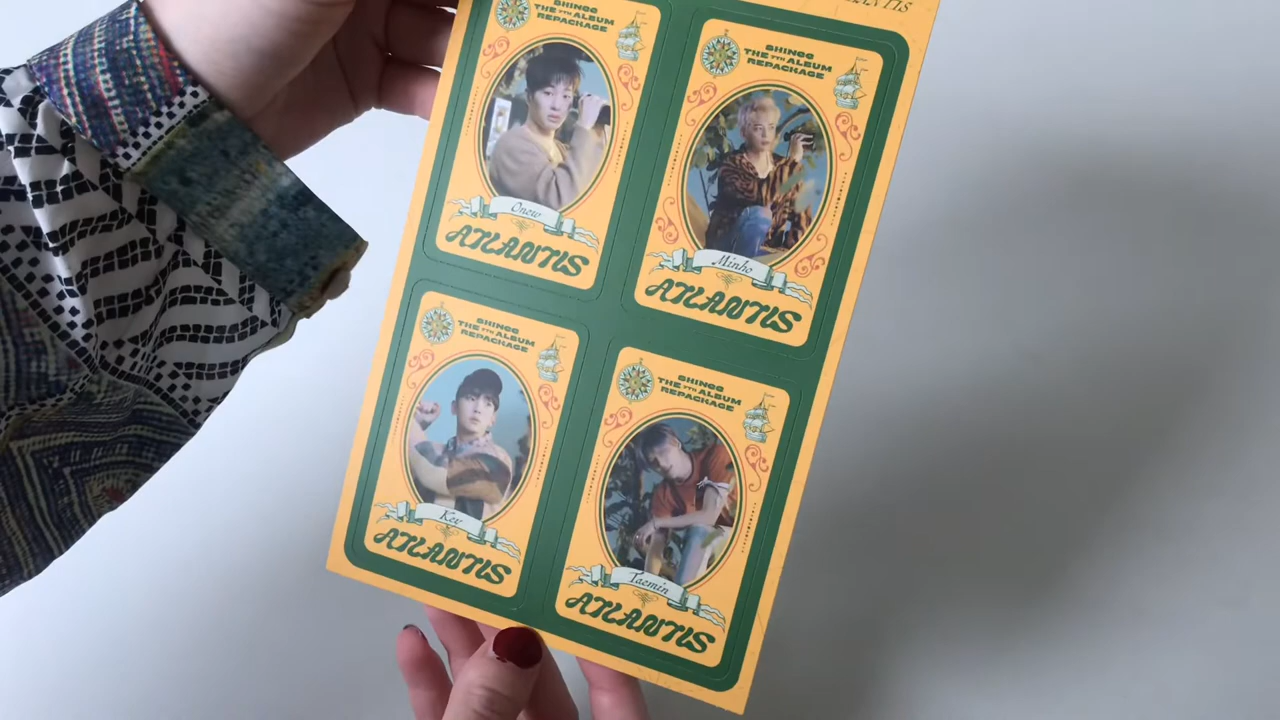 ATLANTIS
SHINee
THE 7TH ALBUM
REPACKAGE
Onew
ATLANTIS
SHINee
THE 7TH ALBUM
REPACKAGE
Minho
ATLANTIS
SHINee
THE 7TH ALBUM
REPACKAGE
Key
ATLANTIS
SHINee
THE 7TH ALBUM
REPACKAGE
Taemin
ATLANTIS